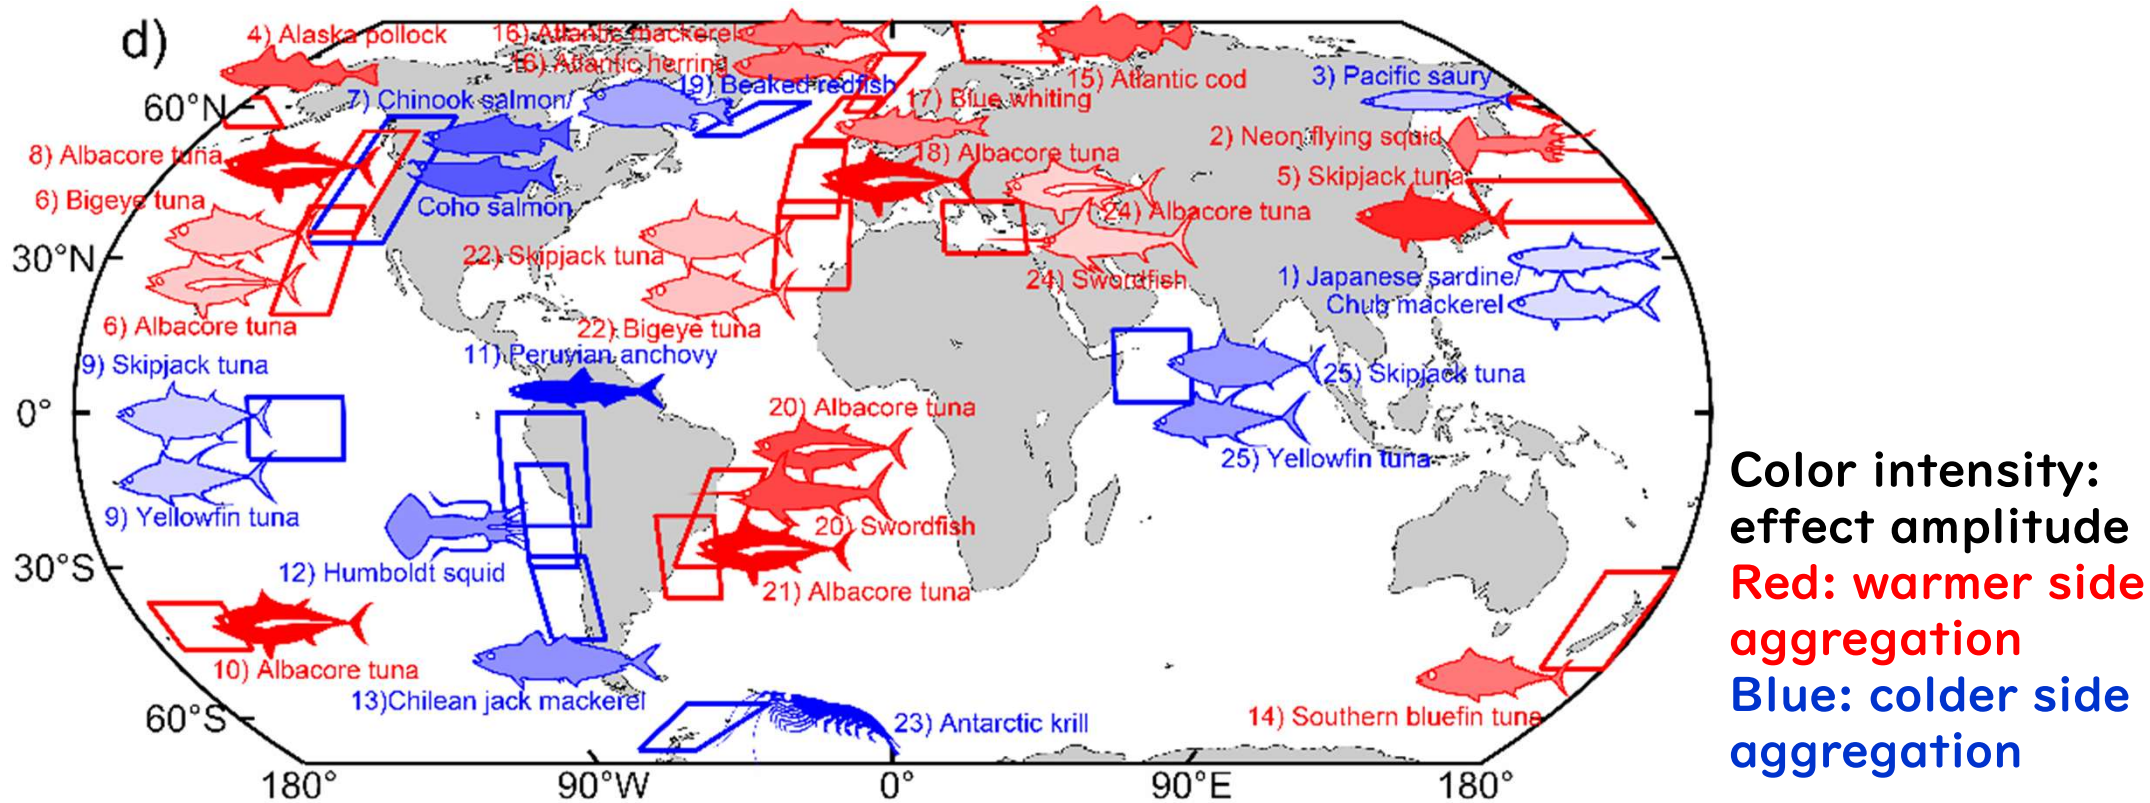 d)
4) Alaska pollock
16) Atlantic mackerel
16) Atlantic herring
15) Atlantic cod
3) Pacific saury
60°N
7) Chinook salmon/
19) Beaked redfish
17) Blue whiting
2) Neon flying squid
8) Albacore tuna
18) Albacore tuna
5) Skipjack tuna
6) Bigeye tuna
Coho salmon
24) Albacore tuna
30°N
22) Skipjack tuna
24) Swordfish
1) Japanese sardine/
Chub mackerel
6) Albacore tuna
22) Bigeye tuna
9) Skipjack tuna
11) Peruvian anchovy
25) Skipjack tuna
0°
20) Albacore tuna
25) Yellowfin tuna
9) Yellowfin tuna
20) Swordfish
30°S
12) Humboldt squid
21) Albacore tuna
10) Albacore tuna
13)Chilean jack mackerel
60°S
23) Antarctic krill
14) Southern bluefin tuna
180°
90°W
0°
90°E
180°
Color intensity:
effect amplitude
Red: warmer side
aggregation
Blue: colder side
aggregation